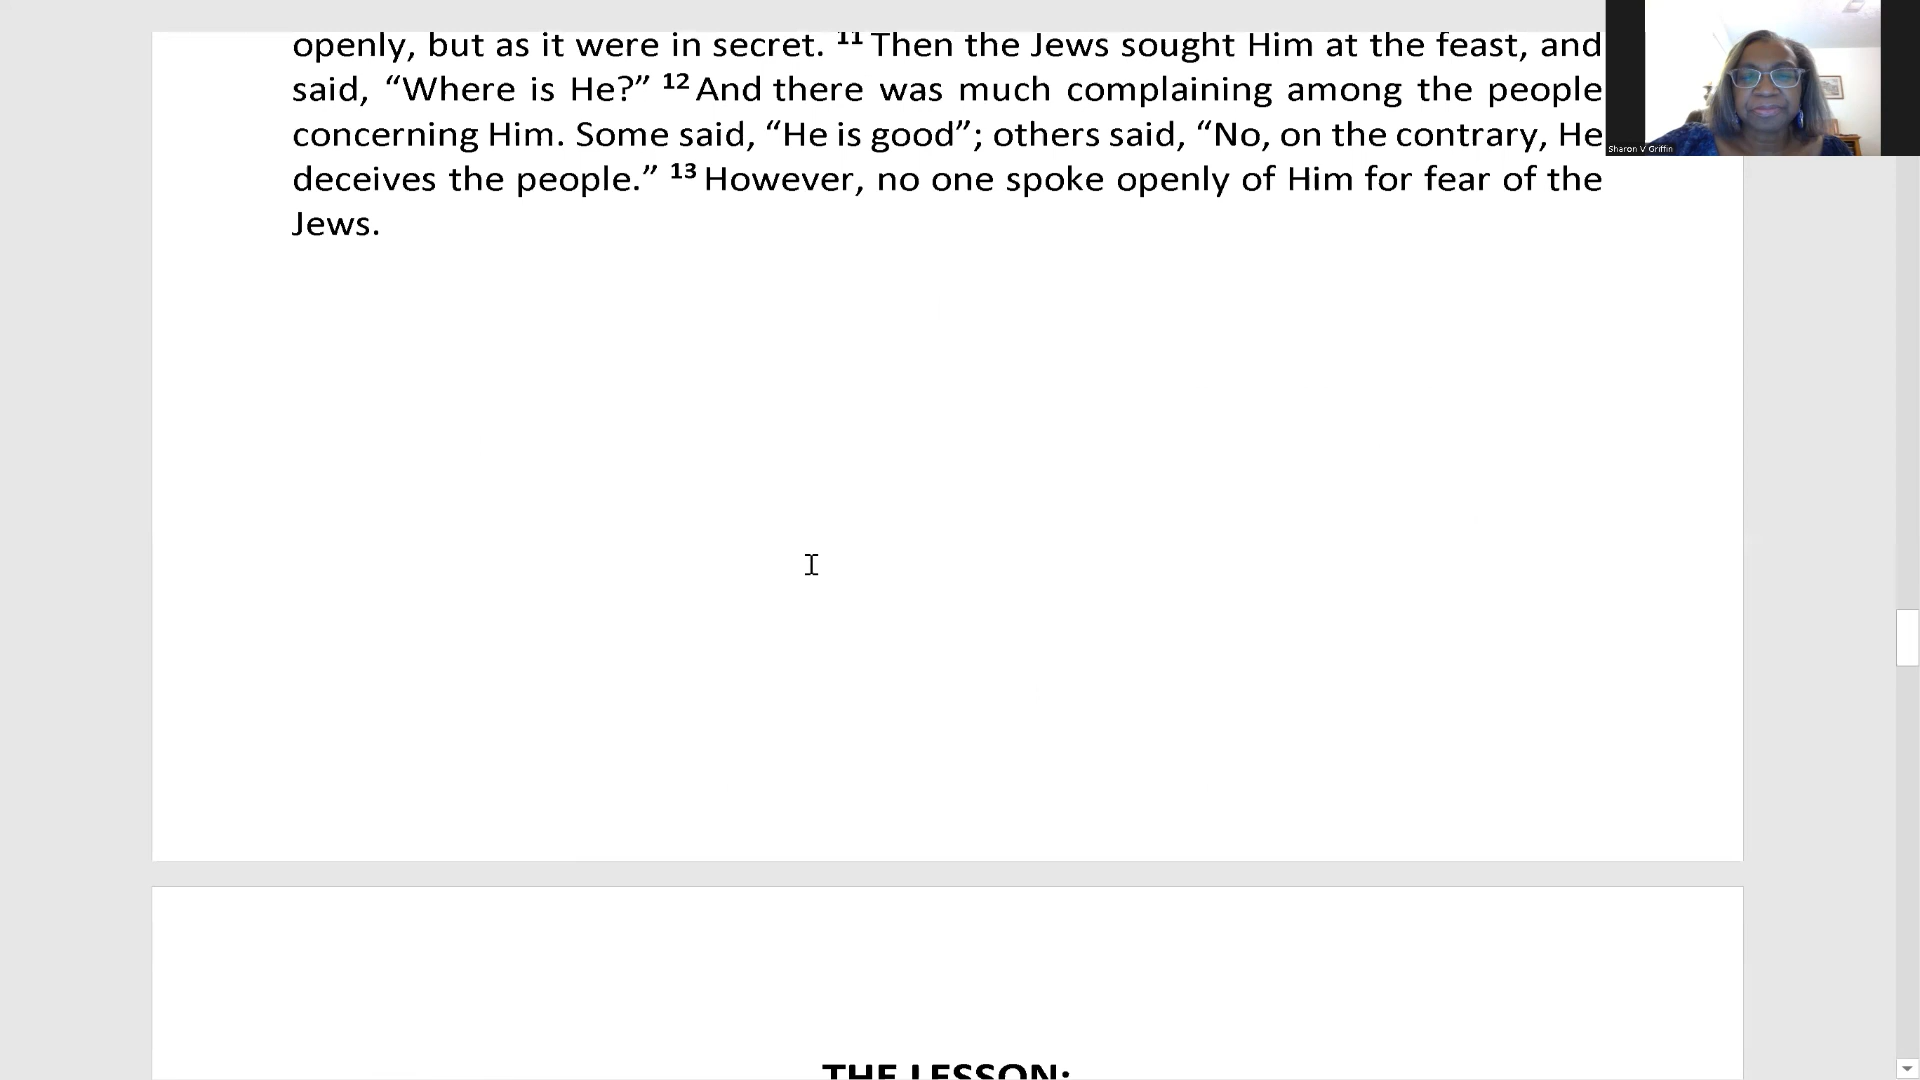 openly, but as it were in secret. 11 Then the Jews sought Him at the feast, and
said, “Where is He?” 12 And there was much complaining among the people
concerning Him. Some said, “He is good”; others said, “No, on the contrary, He
deceives the people.” 13 However, no one spoke openly of Him for fear of the
Jews.
Sharon V Griffin
THE LESSON: